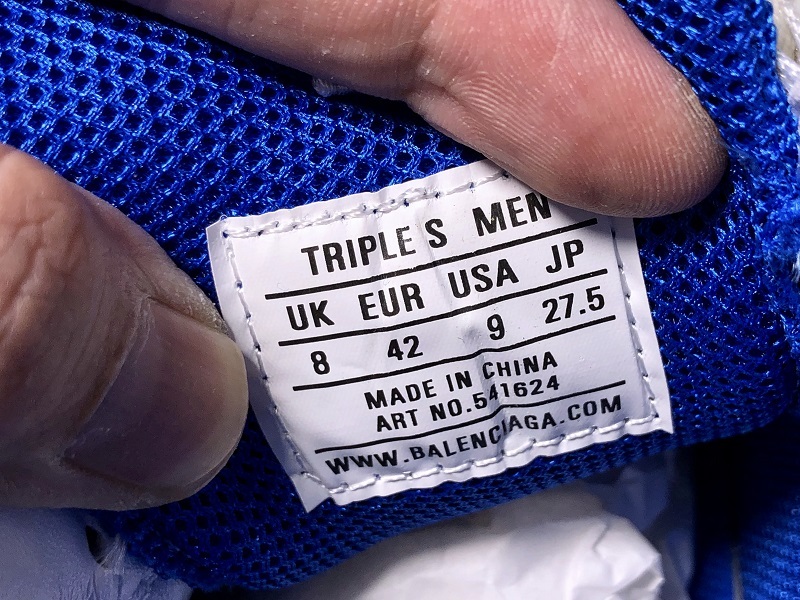 TRIPLE S MEN
UK EUR USA JP
8 42 9 27.5
MADE IN CHINA
ART NO.541624
WWW.BALENCIAGA.COM